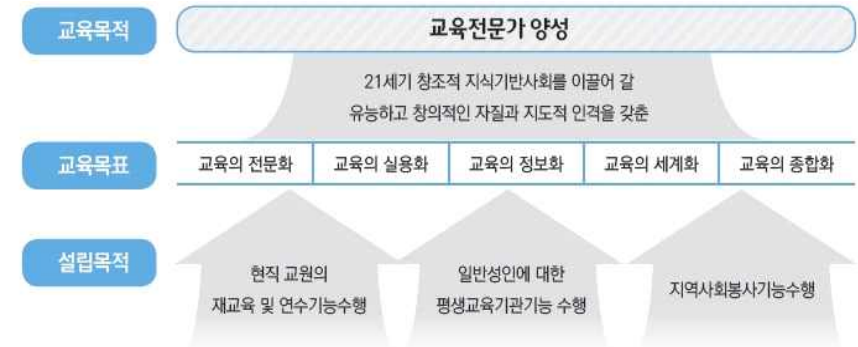 교육목적
교육전문가 양성
21세기 창조적 지식기반사회를 이끌어 갈
유능하고 창의적인 자질과 지도적 인격을 갖춘
교육목표
교육의 전문화
교육의 실용화
교육의 정보화
교육의 세계화
교육의 종합화
설립목적
현직 교원의
재교육 및 연수기능수행
일반성인에 대한
평생교육기관기능 수행
지역사회봉사기능수행